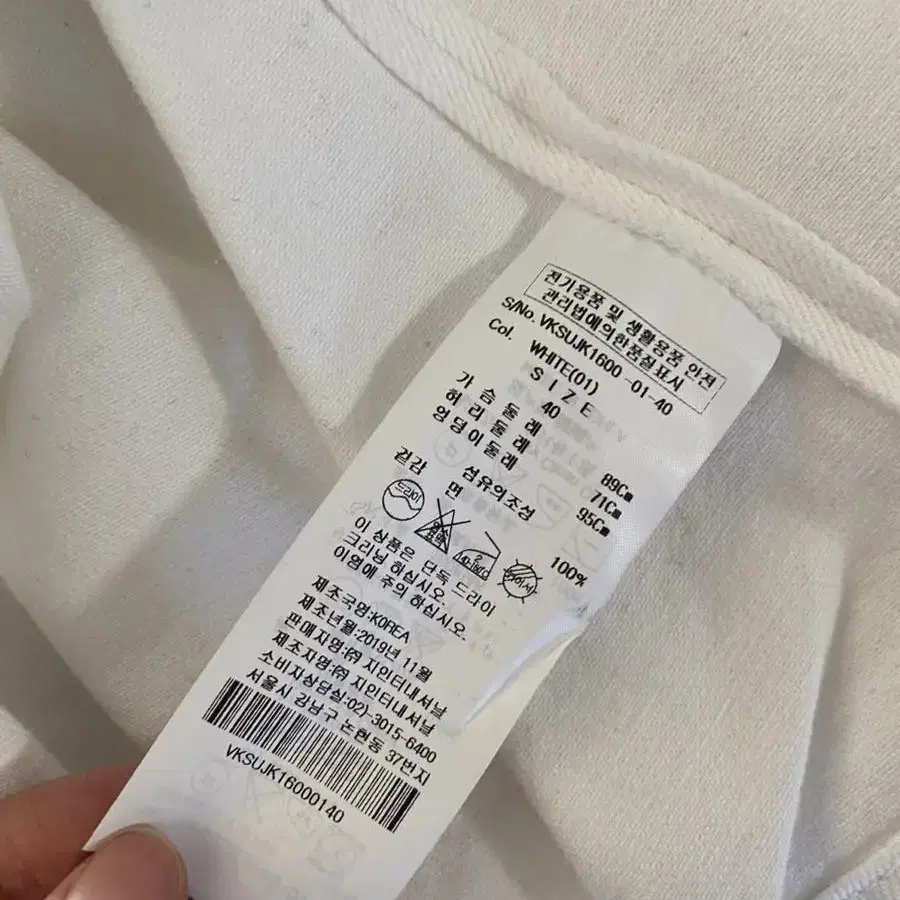 전기용품 및 생활용품 안전
관리법에의한품질표시
S/No. VKSUJK1600 -01-40
Col. WHITE(01)
S I Z E
40
가 슴 둘 레 89Cm
허 리 둘 레 71Cm
엉덩이둘레 95Cm
섬유의조성
겉감 면 100%
드라이
이 상품은 단독 드라이
크리닝 하십시오.
이염에 주의 하십시오.
제조국명:KOREA
제조년월:2019년 11월
판매자명:㈜ 지인터내셔널
제조자명:㈜ 지인터내셔널
소비자상담실:02)-3015-6400
서울시 강남구 논현동 37번지
VKSUJK16000140